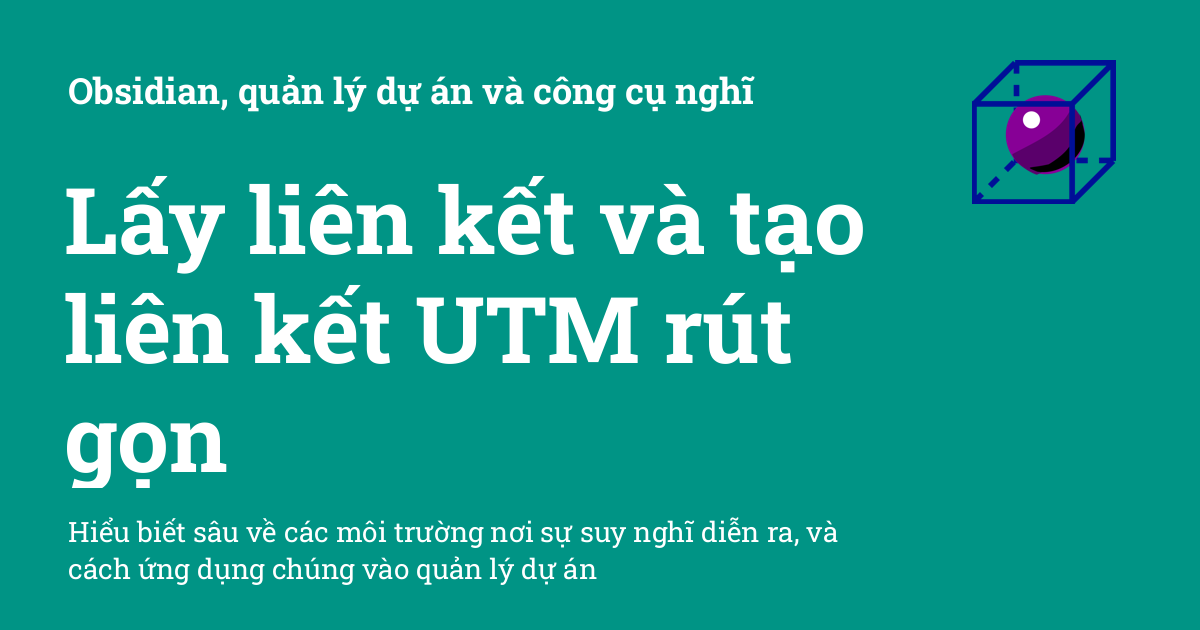 Obsidian, quản lý dự án và công cụ nghĩ
Lấy liên kết và tạo
liên kết UTM rút
gọn
Hiểu biết sâu về các môi trường nơi sự suy nghĩ diễn ra, và
cách ứng dụng chúng vào quản lý dự án